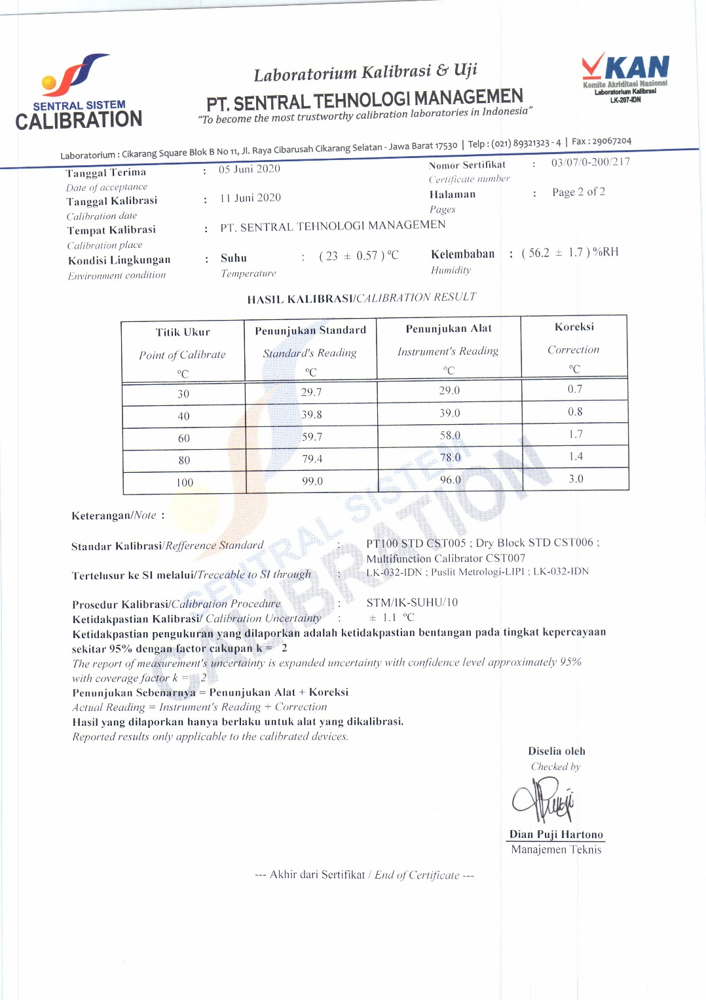 SENTRAL SISTEM
CALIBRATION
Laboratorium Kalibrasi & Uji
PT. SENTRAL TEHNOLOGI MANAGEMEN
"To become the most trustworthy calibration laboratories in Indonesia"
KAN
Komite Akriditasi Nasional
Laboratorium Kalibrasi
LK-207-IDN
Laboratorium : Cikarang Square Blok B No 11, Jl. Raya Cibarusah Cikarang Selatan - Jawa Barat 17530 | Telp : (021) 89321323 - 4 | Fax : 29067204
Tanggal Terima : 05 Juni 2020 Nomor Sertifikat : 03/07/0-200/217
Date of acceptance Certificate number
Tanggal Kalibrasi : 11 Juni 2020 Halaman : Page 2 of 2
Calibration date Pages
Tempat Kalibrasi : PT. SENTRAL TEHNOLOGI MANAGEMEN
Calibration place
Kondisi Lingkungan : Suhu : ( 23 ± 0.57 ) ºC Kelembaban : ( 56.2 ± 1.7 ) %RH
Environment condition Temperature Humidity
HASIL KALIBRASI/CALIBRATION RESULT
Titik Ukur Penunjukan Standard Penunjukan Alat Koreksi
Point of Calibrate Standard's Reading Instrument's Reading Correction
ºC ºC ºC ºC
30 29.7 29.0 0.7
40 39.8 39.0 0.8
60 59.7 58.0 1.7
80 79.4 78.0 1.4
100 99.0 96.0 3.0
SENTRAL SISTEM
CALIBRATION
Keterangan/Note :
Standar Kalibrasi/Refference Standard : PT100 STD CST005 ; Dry Block STD CST006 ;
Multifunction Calibrator CST007
Tertelusur ke SI melalui/Treceable to SI through : LK-032-IDN ; Puslit Metrologi-LIPI ; LK-032-IDN
Prosedur Kalibrasi/Calibration Procedure : STM/IK-SUHU/10
Ketidakpastian Kalibrasi/ Calibration Uncertainty : ± 1.1 ºC
Ketidakpastian pengukuran yang dilaporkan adalah ketidakpastian bentangan pada tingkat kepercayaan
sekitar 95% dengan factor cakupan k = 2
The report of measurement's uncertainty is expanded uncertainty with confidence level approximately 95%
with coverage factor k = 2
Penunjukan Sebenarnya = Penunjukan Alat + Koreksi
Actual Reading = Instrument's Reading + Correction
Hasil yang dilaporkan hanya berlaku untuk alat yang dikalibrasi.
Reported results only applicable to the calibrated devices.
Diselia oleh
Checked by
Dian Puji Hartono
Manajemen Teknis
--- Akhir dari Sertifikat / End of Certificate ---